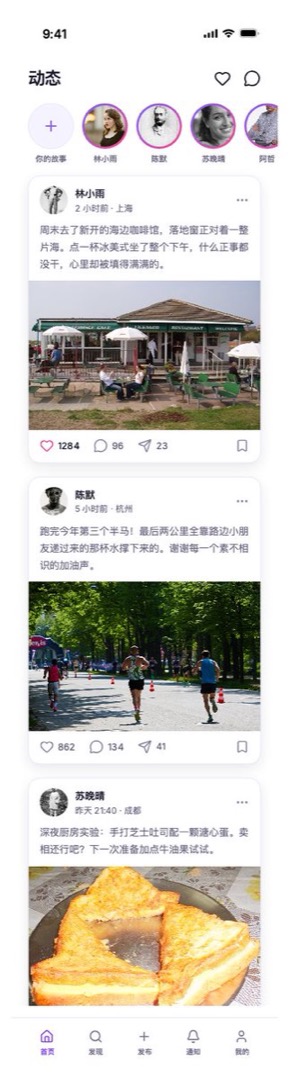 9:41
动态
你的故事
林小雨
陈默
苏晚晴
阿哲
林小雨
2 小时前 · 上海
周末去了新开的海边咖啡馆，落地窗正对着一整
片海。点一杯冰美式坐了整个下午，什么正事都
没干，心里却被填得满满的。
1284
96
23
陈默
5 小时前 · 杭州
跑完今年第三个半马！最后两公里全靠路边小朋
友递过来的那杯水撑下来的。谢谢每一个素不相
识的加油声。
862
134
41
苏晚晴
昨天 21:40 · 成都
深夜厨房实验：手打芝士吐司配一颗溏心蛋。卖
相还行吧？下一次准备加点牛油果试试。
首页
发现
发布
通知
我的